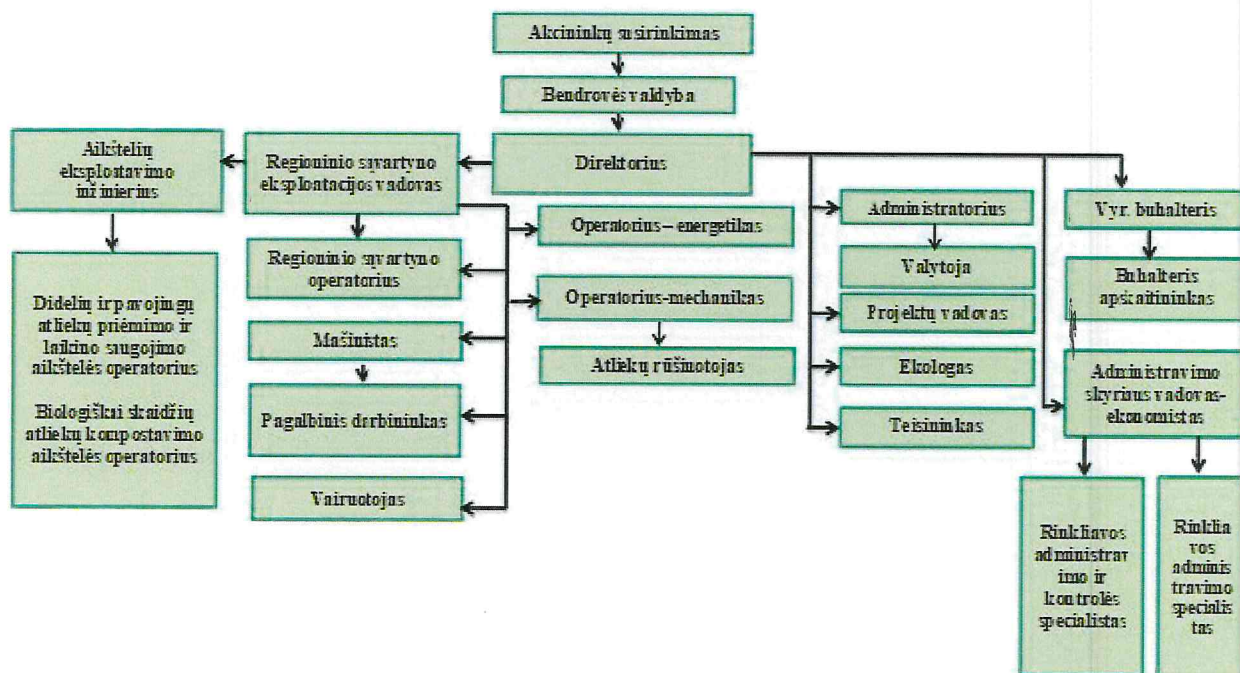 Akcininkų susirinkimas
Bendrovės valdyba
Direktorius
Aikštelių
eksploatavimo
inžinierius
Regioninio sąvartyno
eksploatacijos vadovas
Didelių ir pavojingų
atliekų priėmimo ir
laikino saugojimo
aikštelės operatorius
Biologiškai skaidžių
atliekų kompostavimo
aikštelės operatorius
Regioninio sąvartyno
operatorius
Mašinistas
Pagalbinis darbininkas
Vairuotojas
Operatorius – energetikas
Operatorius-mechanikas
Atliekų rūšiuotojas
Administratorius
Valytoja
Projektų vadovas
Ekologas
Teisininkas
Vyr. buhalteris
Buhalteris
apskaitininkas
Administravimo
skyriaus vadovas-
ekonomistas
Rinkliavos
administrav
imo ir
kontrolės
specialistas
Rinklia
vos
adminis
travimo
specialis
tas